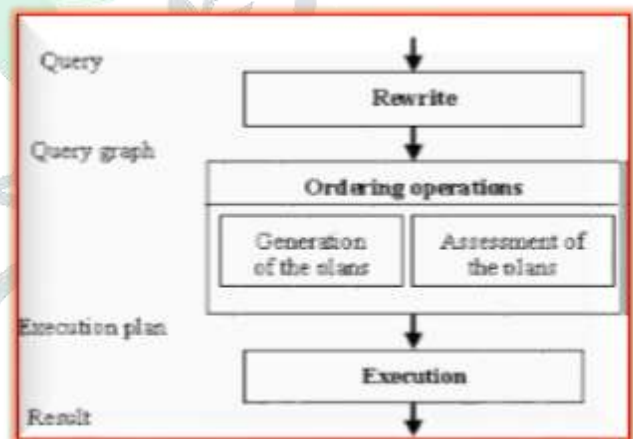 Query
Rewrite
Query graph
Ordering operations
Generation
of the plans
Assessment of
the plans
Execution plan
Execution
Result